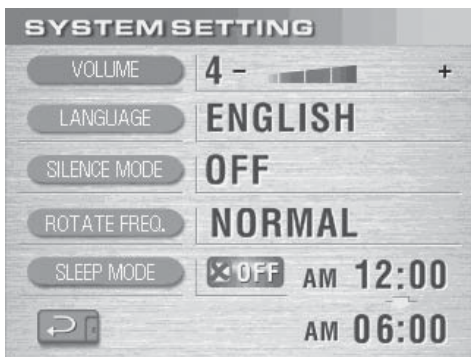 SYSTEM SETTING
VOLUME 4 - +
LANGUAGE ENGLISH
SILENCE MODE OFF
ROTATE FREQ. NORMAL
SLEEP MODE OFF AM 12:00
AM 06:00